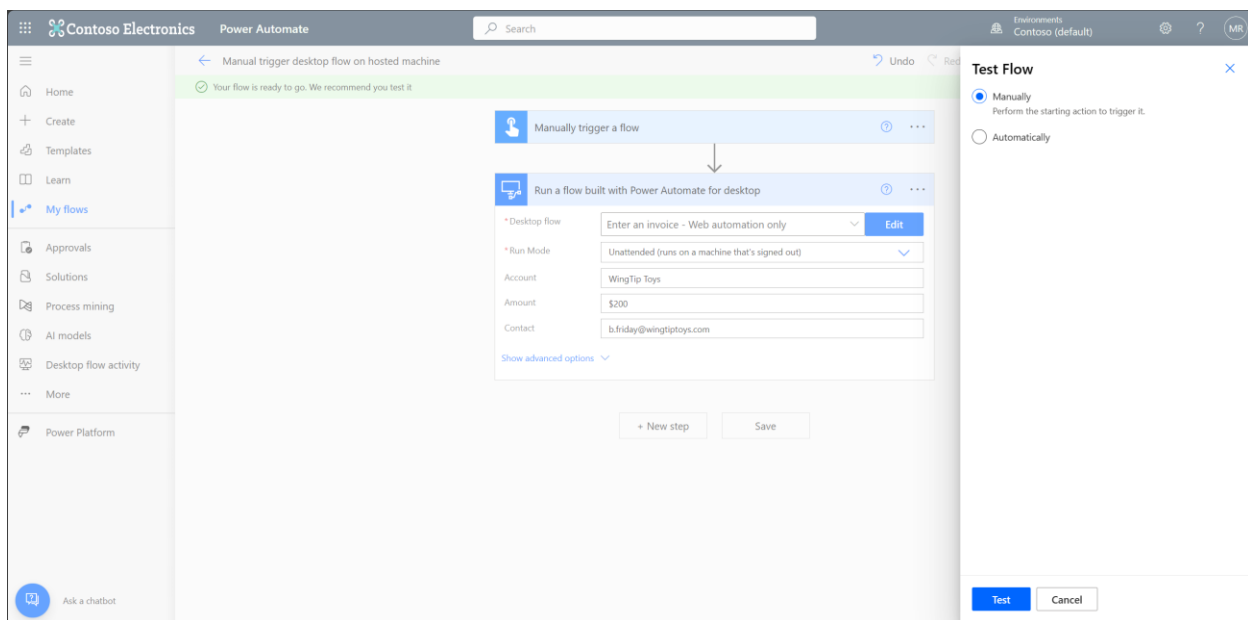 Contoso Electronics Power Automate Search Environments Contoso (default) ? MR
Manual trigger desktop flow on hosted machine Undo Red
Your flow is ready to go. We recommend you test it
Home
Create
Templates
Learn
My flows
Approvals
Solutions
Process mining
AI models
Desktop flow activity
More
Power Platform
Ask a chatbot
Manually trigger a flow
Run a flow built with Power Automate for desktop
* Desktop flow Enter an invoice - Web automation only Edit
* Run Mode Unattended (runs on a machine that's signed out)
Account WingTip Toys
Amount $200
Contact b.friday@wingtiptoys.com
Show advanced options
+ New step Save
Test Flow
Manually
Perform the starting action to trigger it.
Automatically
Test Cancel